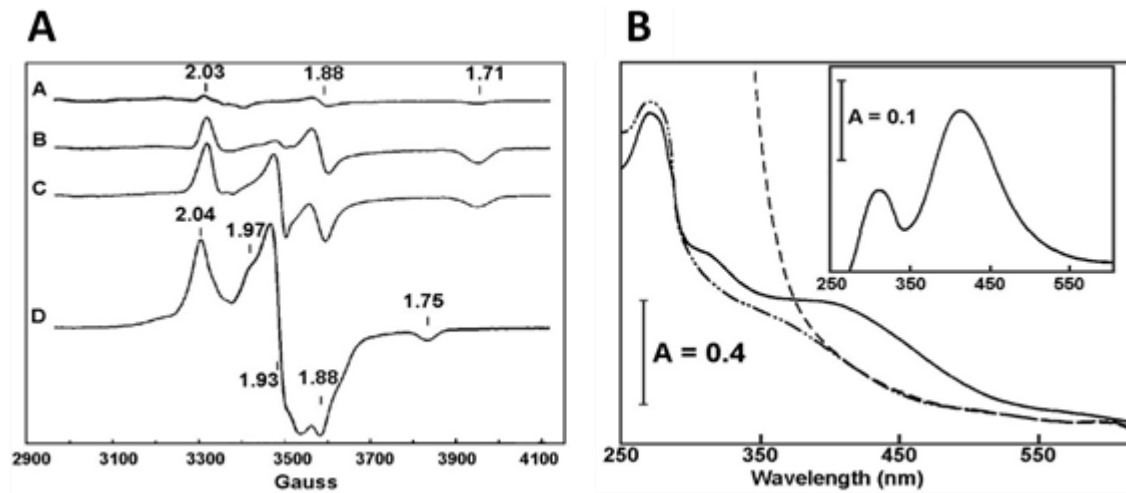 A
2.03 1.88 1.71
A
B
C
2.04
1.97
D
1.75
1.93 1.88
2900 3100 3300 3500 3700 3900 4100
Gauss
B
A = 0.1
250 350 450 550
A = 0.4
250 350 450 550
Wavelength (nm)